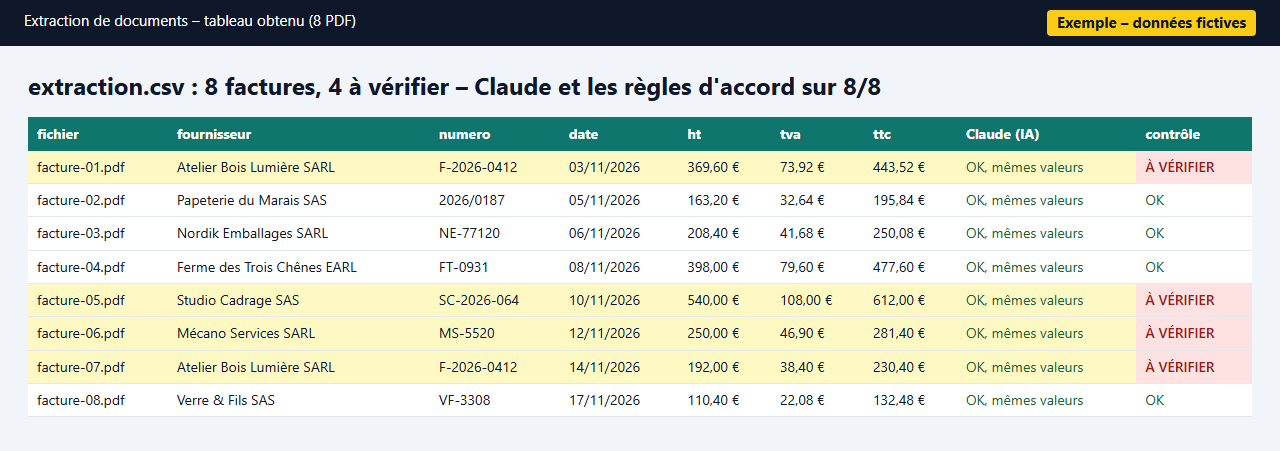 Extraction de documents – tableau obtenu (8 PDF)
Exemple – données fictives
extraction.csv : 8 factures, 4 à vérifier – Claude et les règles d'accord sur 8/8
fichier fournisseur numero date ht tva ttc Claude (IA) contrôle
facture-01.pdf Atelier Bois Lumière SARL F-2026-0412 03/11/2026 369,60 € 73,92 € 443,52 € OK, mêmes valeurs À VÉRIFIER
facture-02.pdf Papeterie du Marais SAS 2026/0187 05/11/2026 163,20 € 32,64 € 195,84 € OK, mêmes valeurs OK
facture-03.pdf Nordik Emballages SARL NE-77120 06/11/2026 208,40 € 41,68 € 250,08 € OK, mêmes valeurs OK
facture-04.pdf Ferme des Trois Chênes EARL FT-0931 08/11/2026 398,00 € 79,60 € 477,60 € OK, mêmes valeurs OK
facture-05.pdf Studio Cadrage SAS SC-2026-064 10/11/2026 540,00 € 108,00 € 612,00 € OK, mêmes valeurs À VÉRIFIER
facture-06.pdf Mécano Services SARL MS-5520 12/11/2026 250,00 € 46,90 € 281,40 € OK, mêmes valeurs À VÉRIFIER
facture-07.pdf Atelier Bois Lumière SARL F-2026-0412 14/11/2026 192,00 € 38,40 € 230,40 € OK, mêmes valeurs À VÉRIFIER
facture-08.pdf Verre & Fils SAS VF-3308 17/11/2026 110,40 € 22,08 € 132,48 € OK, mêmes valeurs OK